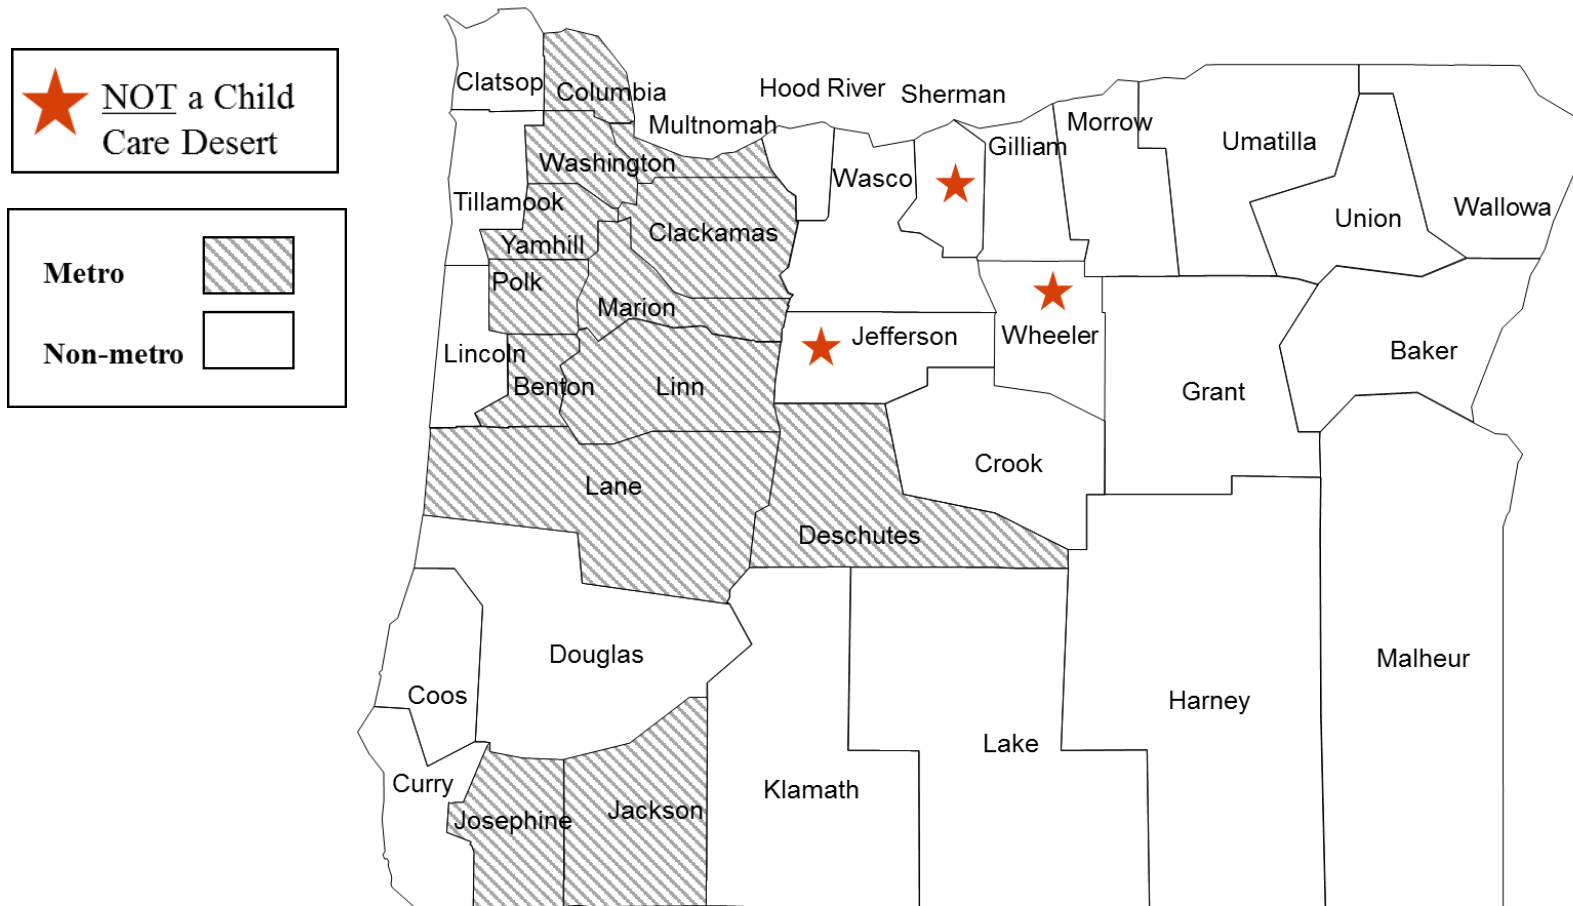 NOT a Child
Care Desert
Metro
Non-metro
Clatsop
Columbia
Hood River
Sherman
Multnomah
Morrow
Gilliam
Umatilla
Washington
Wasco
Tillamook
Yamhill
Clackamas
Union
Wallowa
Polk
Marion
Lincoln
Jefferson
Wheeler
Baker
Benton
Linn
Grant
Crook
Lane
Deschutes
Douglas
Malheur
Coos
Harney
Lake
Curry
Klamath
Josephine
Jackson